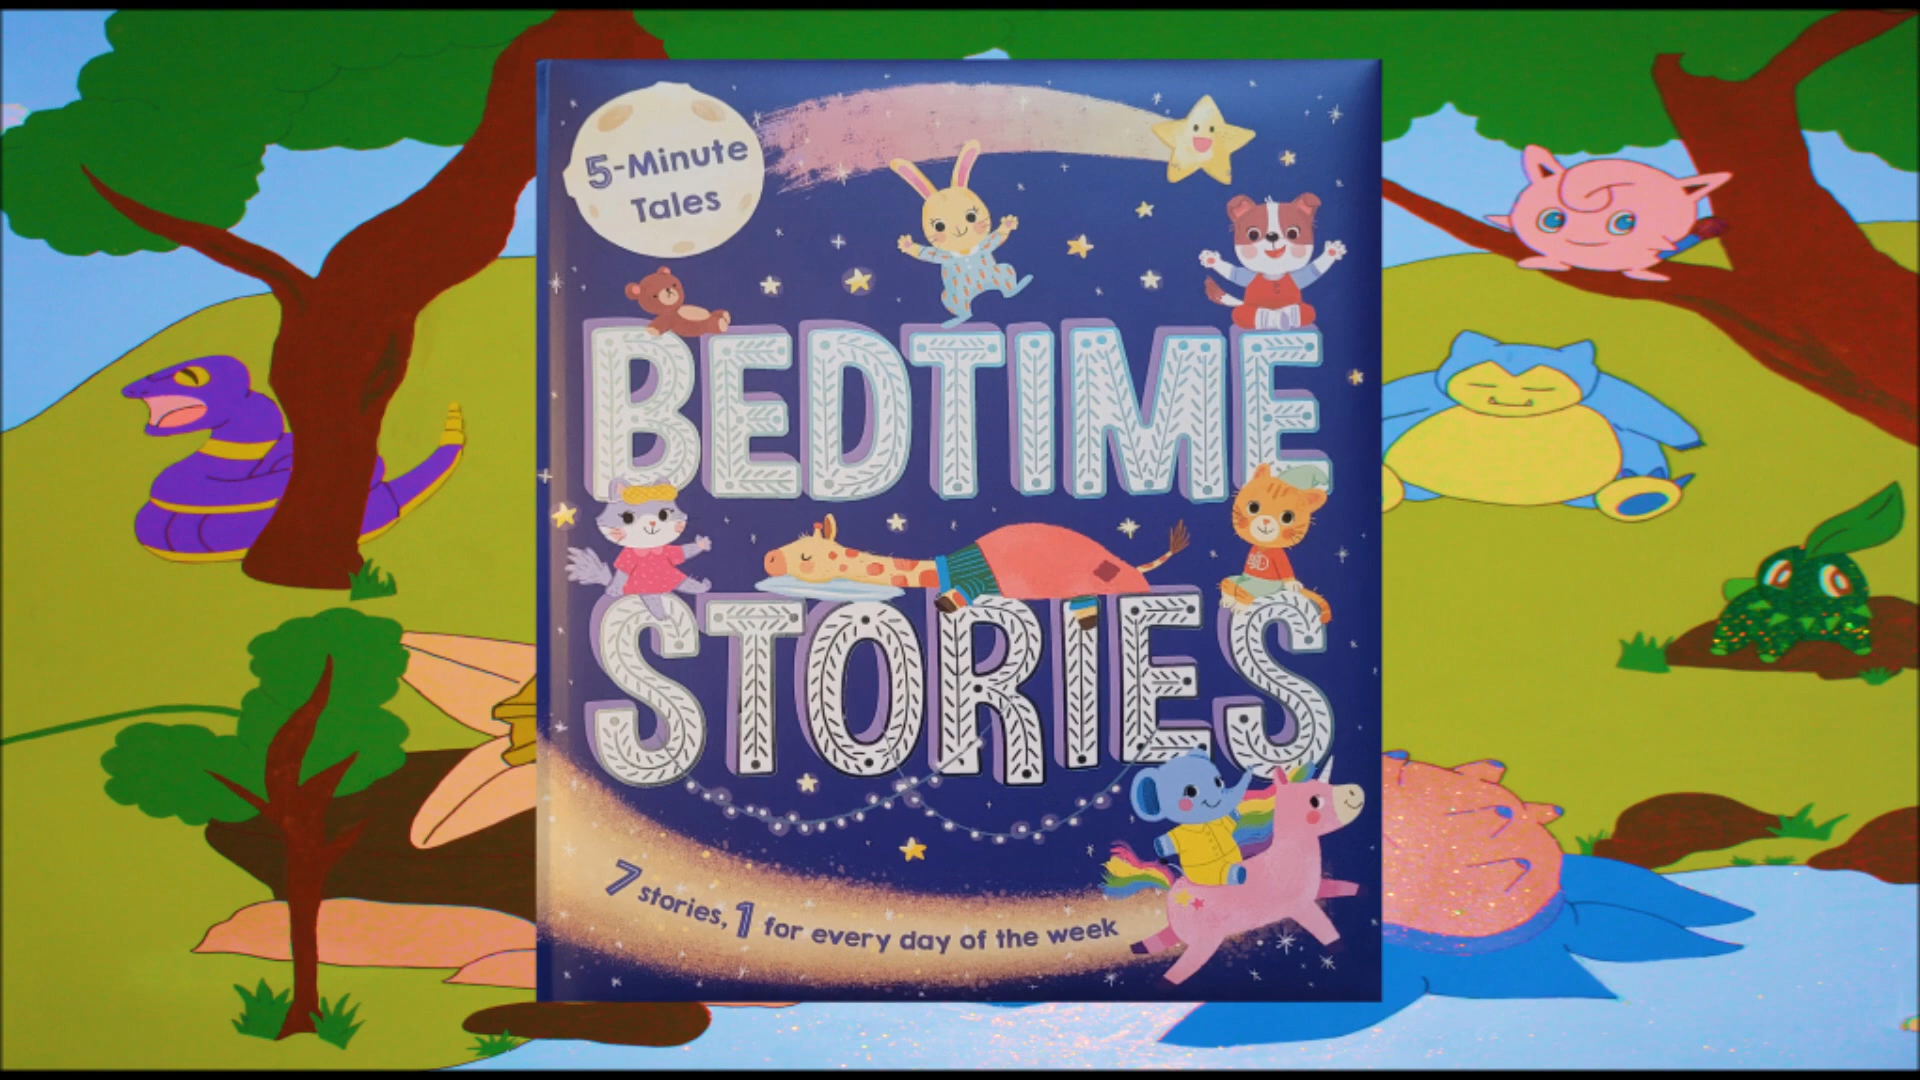 5-Minute
Tales
BEDTIME
STORIES
7 stories, 1 for every day of the week